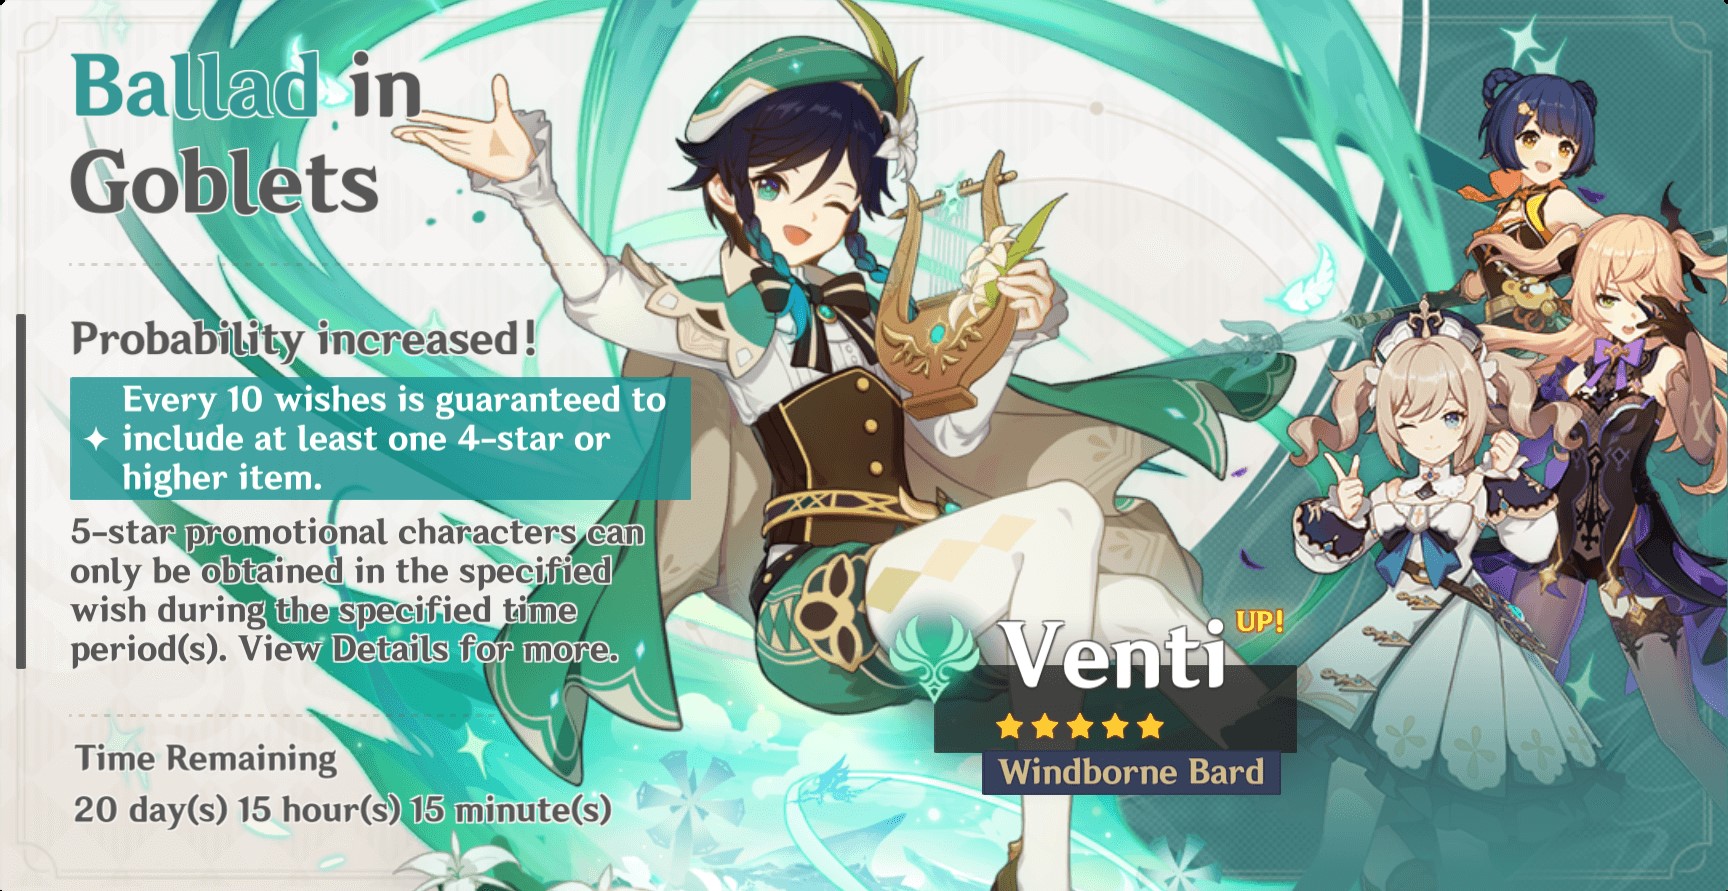 Ballad in
Goblets
Probability increased!
Every 10 wishes is guaranteed to
include at least one 4-star or
higher item.
5-star promotional characters can
only be obtained in the specified
wish during the specified time
period(s). View Details for more.
Time Remaining
20 day(s) 15 hour(s) 15 minute(s)
Venti UP!
Windborne Bard